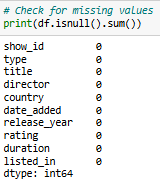 # Check for missing values
print(df.isnull().sum())
show_id 0
type 0
title 0
director 0
country 0
date_added 0
release_year 0
rating 0
duration 0
listed_in 0
dtype: int64